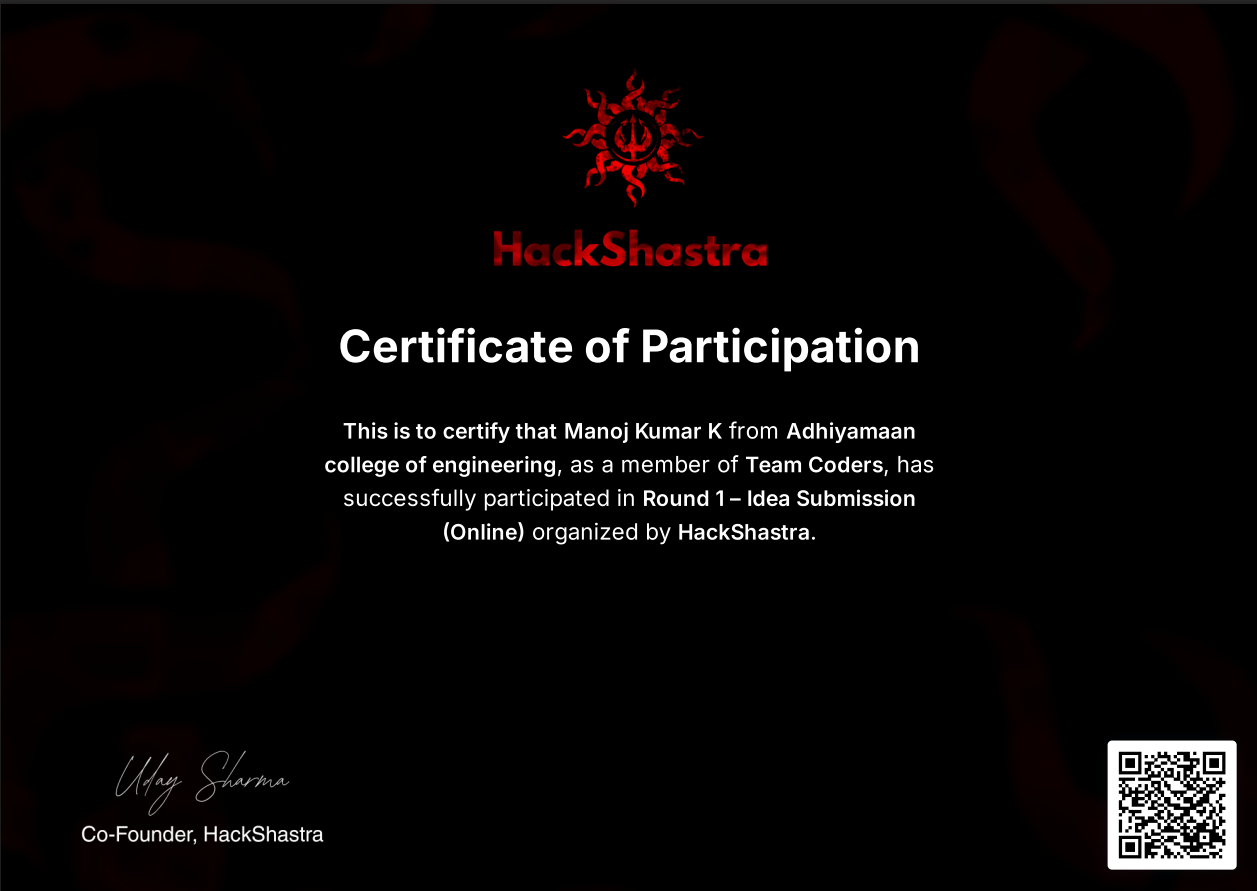 HackShastra
Certificate of Participation
This is to certify that Manoj Kumar K from Adhiyamaan
college of engineering, as a member of Team Coders, has
successfully participated in Round 1 – Idea Submission
(Online) organized by HackShastra.
Uday Sharma
Co-Founder, HackShastra